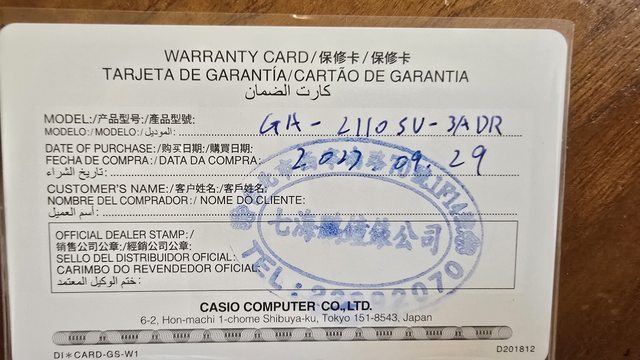 WARRANTY CARD/保修卡/保修卡
TARJETA DE GARANTÍA/CARTÃO DE GARANTIA
كارت الضمان
MODEL:/产品型号:/產品型號:
MODELO:/MODELO:/الموديل: GA-2110SU-3ADR
DATE OF PURCHASE:/购买日期:/購買日期:
FECHA DE COMPRA:/DATA DA COMPRA: 2023.09.29
تاريخ الشراء:
CUSTOMER'S NAME:/客户姓名:/客戶姓名:
NOMBRE DEL COMPRADOR:/NOME DO CLIENTE:
أسم العميل:
OFFICIAL DEALER STAMP:/
销售公司公章:/經銷公司公章:
SELLO DEL DISTRIBUIDOR OFICIAL:
CARIMBO DO REVENDEDOR OFICIAL:
ختم الوكيل المعتمد:
七海鐘錶公司
TEL:
CASIO COMPUTER CO.,LTD.
6-2, Hon-machi 1-chome Shibuya-ku, Tokyo 151-8543, Japan
DI*CARD-GS-W1 D201812